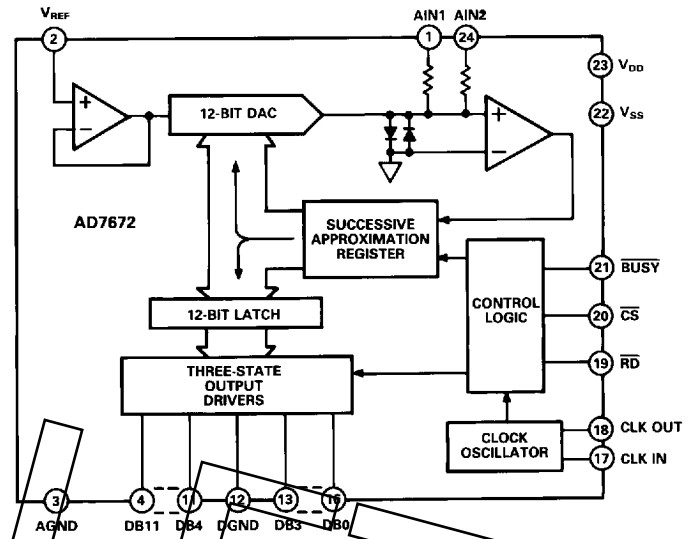 VREF
AIN1 AIN2
2
1
24
23 VDD
22 VSS
+
−
12-BIT DAC
+
−
AD7672
SUCCESSIVE
APPROXIMATION
REGISTER
CONTROL
LOGIC
21 BUSY
20 CS
19 RD
12-BIT LATCH
THREE-STATE
OUTPUT
DRIVERS
CLOCK
OSCILLATOR
18 CLK OUT
17 CLK IN
3
4
11
12
13
16
AGND
DB11
DB4
DGND
DB3
DB0